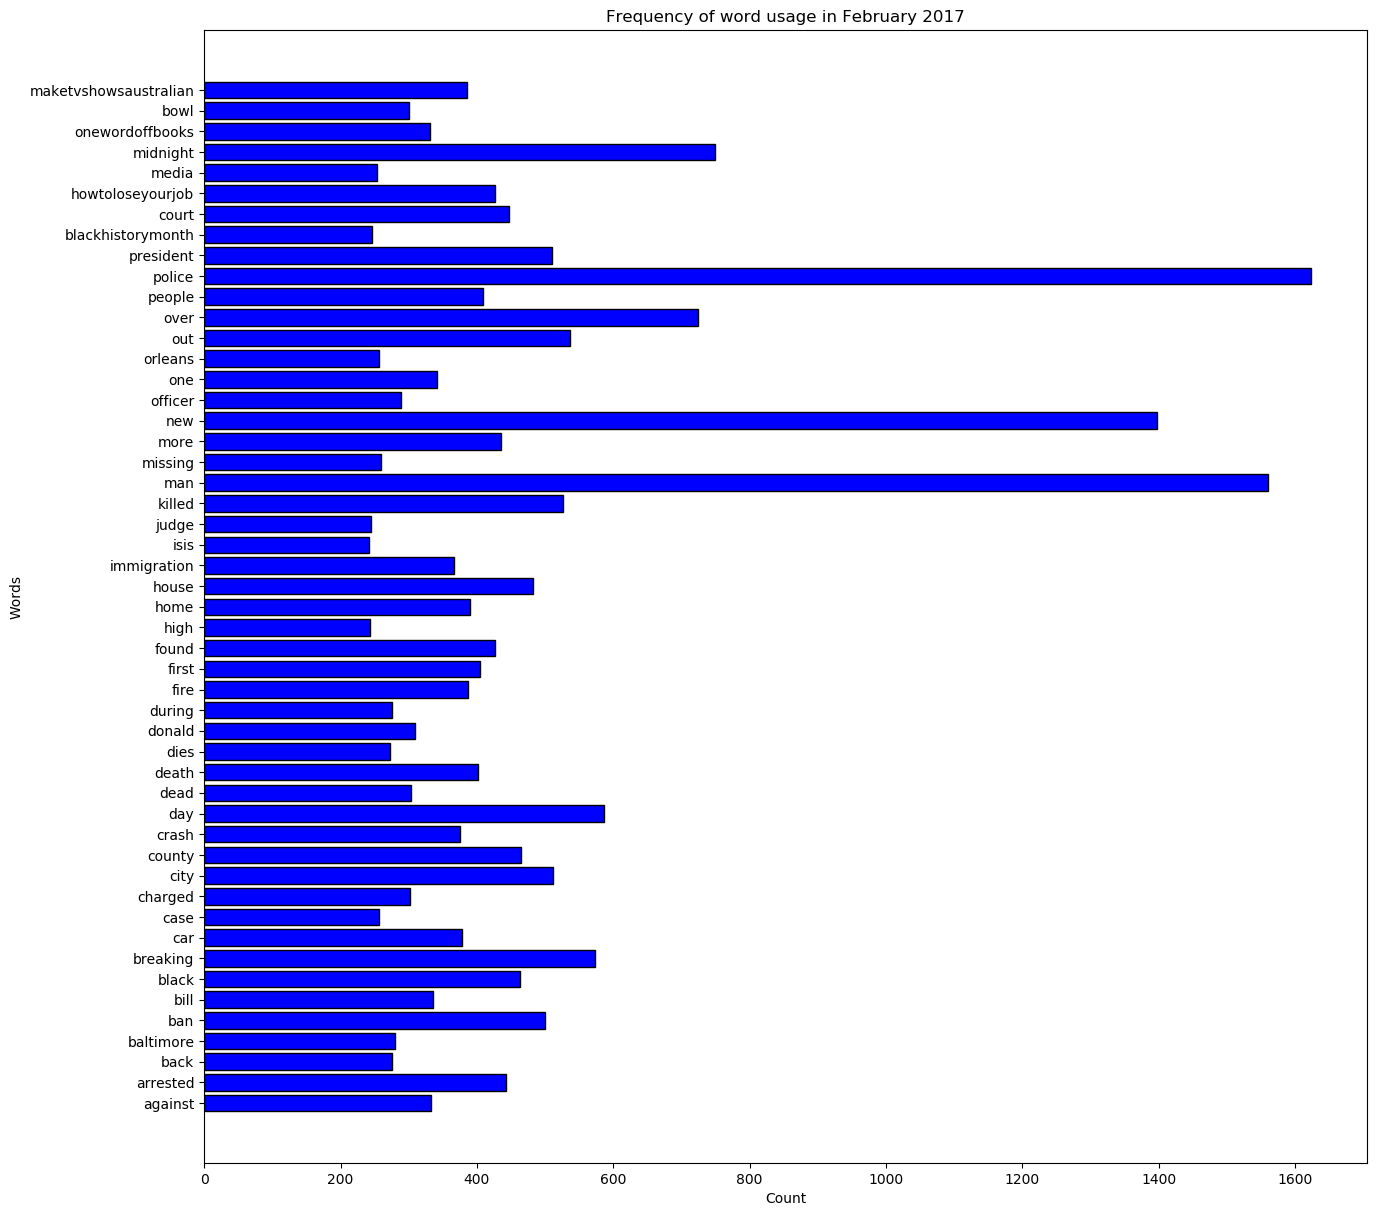 Frequency of word usage in February 2017
maketvshowsaustralian
bowl
onewordoffbooks
midnight
media
howtoloseyourjob
court
blackhistorymonth
president
police
people
over
out
orleans
one
officer
new
more
missing
man
killed
judge
isis
immigration
house
home
high
found
first
fire
during
donald
dies
death
dead
day
crash
county
city
charged
case
car
breaking
black
bill
ban
baltimore
back
arrested
against
Words
0 200 400 600 800 1000 1200 1400 1600
Count